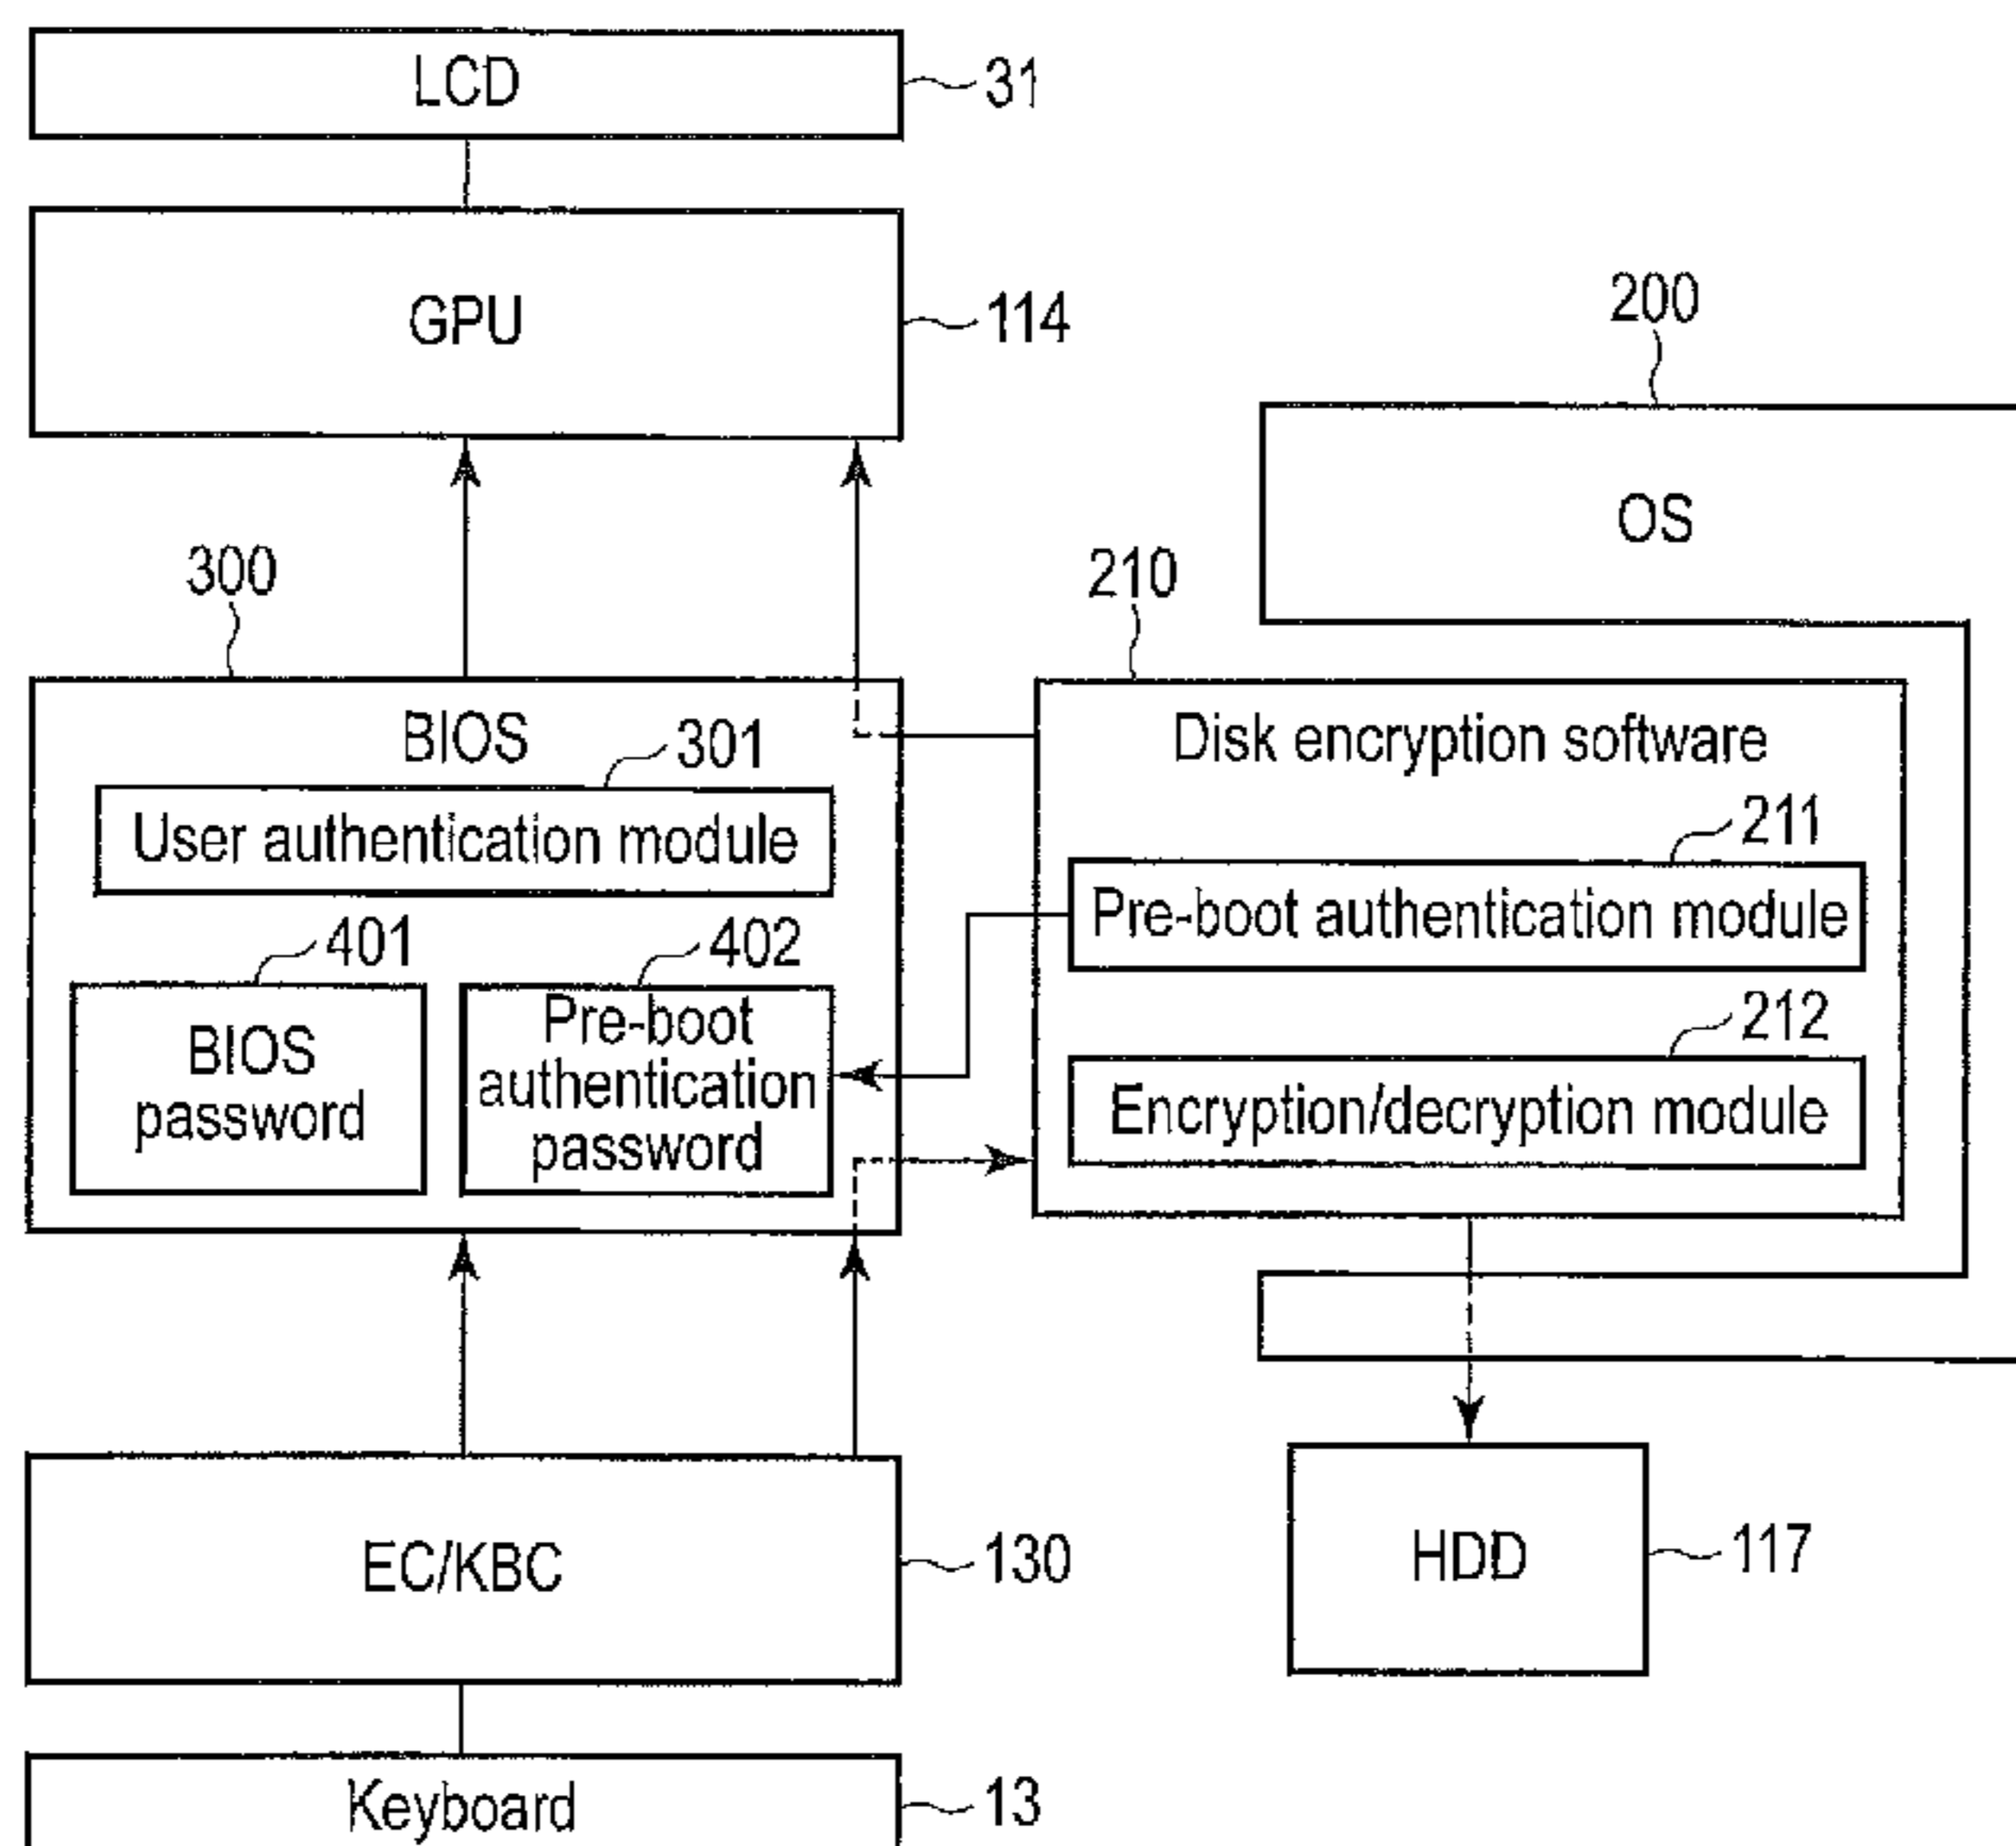 LCD
31
GPU
114
200
OS
300
210
BIOS
301
User authentication module
401
402
BIOS
password
Pre-boot
authentication
password
Disk encryption software
211
Pre-boot authentication module
212
Encryption/decryption module
EC/KBC
130
HDD
117
Keyboard
13